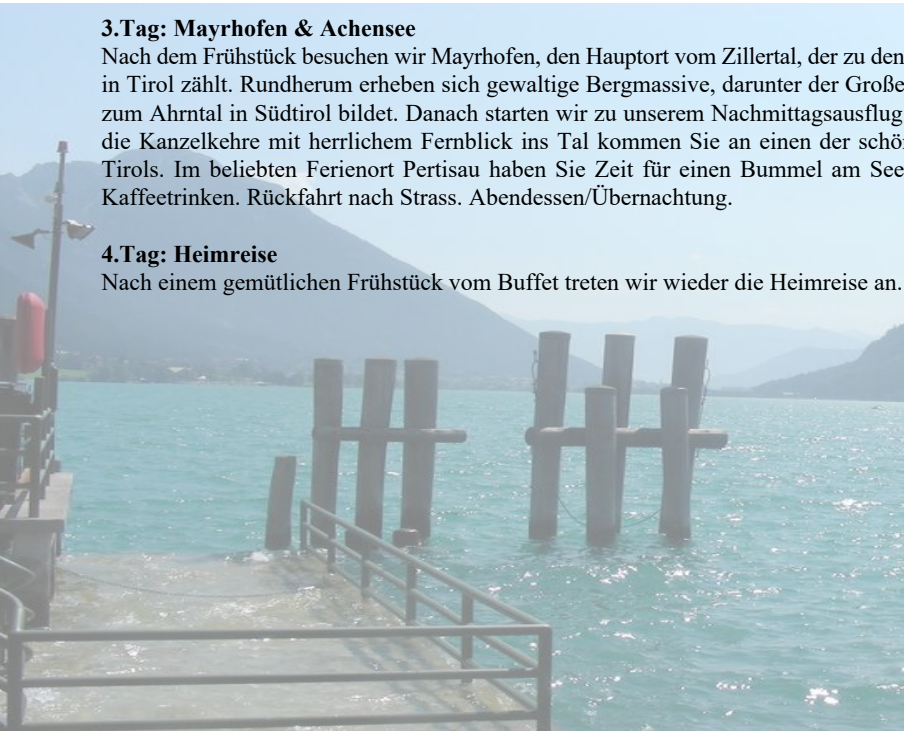 3.Tag: Mayrhofen & Achensee
Nach dem Frühstück besuchen wir Mayrhofen, den Hauptort vom Zillertal, der zu den
in Tirol zählt. Rundherum erheben sich gewaltige Bergmassive, darunter der Große
zum Ahrntal in Südtirol bildet. Danach starten wir zu unserem Nachmittagsausflug
die Kanzelkehre mit herrlichem Fernblick ins Tal kommen Sie an einen der
Tirols. Im beliebten Ferienort Pertisau haben Sie Zeit für einen Bummel am See
Kaffeetrinken. Rückfahrt nach Strass. Abendessen/Übernachtung.
4.Tag: Heimreise
Nach einem gemütlichen Frühstück vom Buffet treten wir wieder die Heimreise an.